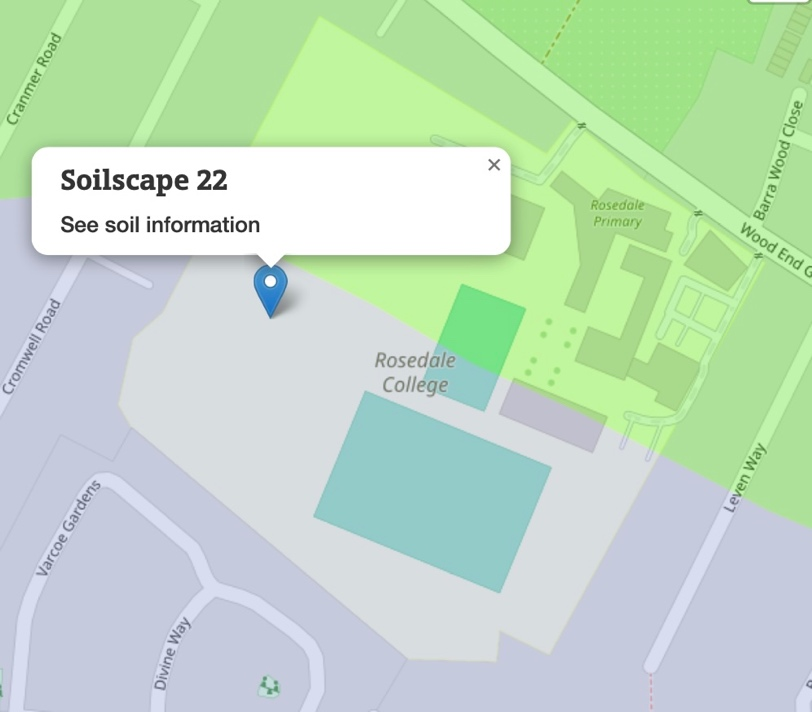 Cranmer Road
Barra Wood Close
Soilscape 22
×
See soil information
Rosedale
Primary
Wood End G
Cromwell Road
Rosedale
College
Leven Way
Varcoe Gardens
Divine Way